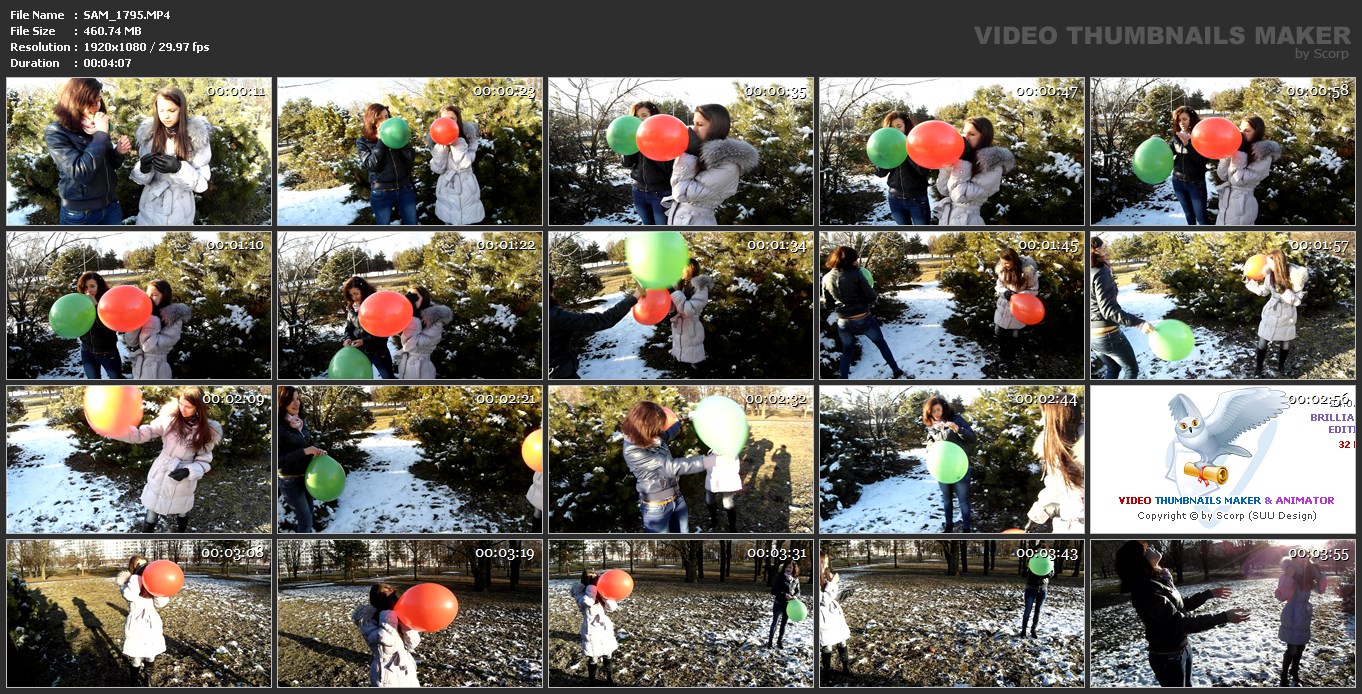 File Name : SAM_1795.MP4
File Size : 460.74 MB
Resolution : 1920x1080 / 29.97 fps
Duration : 00:04:07
VIDEO THUMBNAILS MAKER
by Scorp
00:00:11
00:00:23
00:00:35
00:00:47
00:00:58
00:01:10
00:01:22
00:01:34
00:01:45
00:01:57
00:02:09
00:02:21
00:02:32
00:02:44
00:02:56
BRILLIA
EDITI
32
VIDEO THUMBNAILS MAKER & ANIMATOR
Copyright © by Scorp (SUU Design)
00:03:08
00:03:19
00:03:31
00:03:43
00:03:55